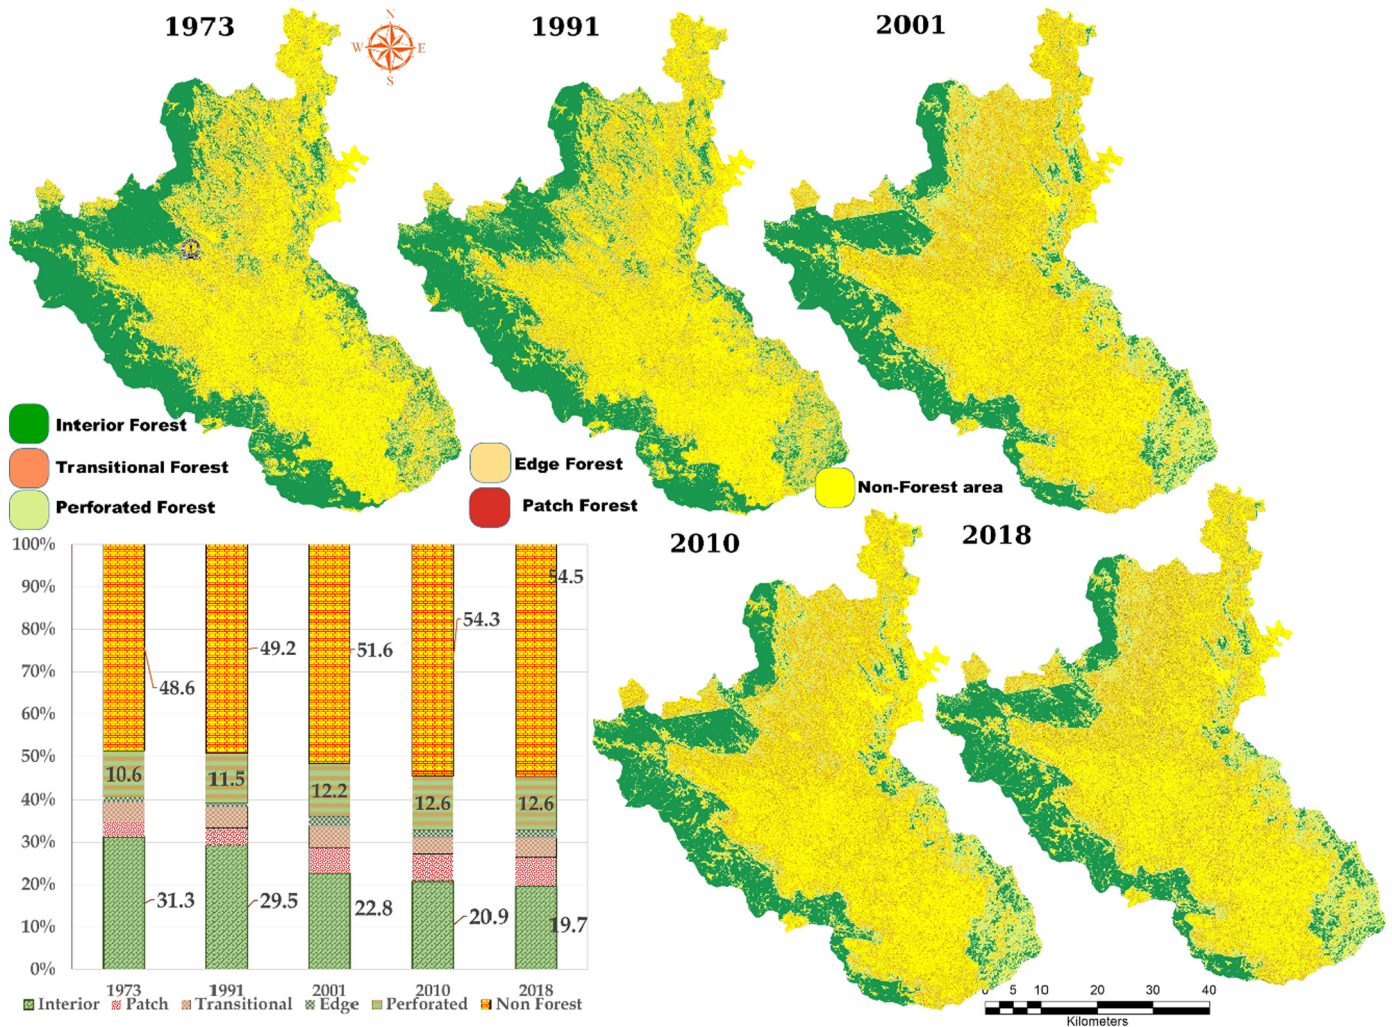 1973
1991
2001
N
W
E
S
Interior Forest
Transitional Forest
Perforated Forest
Edge Forest
Patch Forest
Non-Forest area
2010
2018
100%
90%
80%
70%
60%
50%
40%
30%
20%
10%
0%
48.6
49.2
51.6
54.3
54.5
10.6
11.5
12.2
12.6
12.6
31.3
29.5
22.8
20.9
19.7
1973
1991
2001
2010
2018
Interior
Patch
Transitional
Edge
Perforated
Non Forest
0 5 10 20 30 40
Kilometers